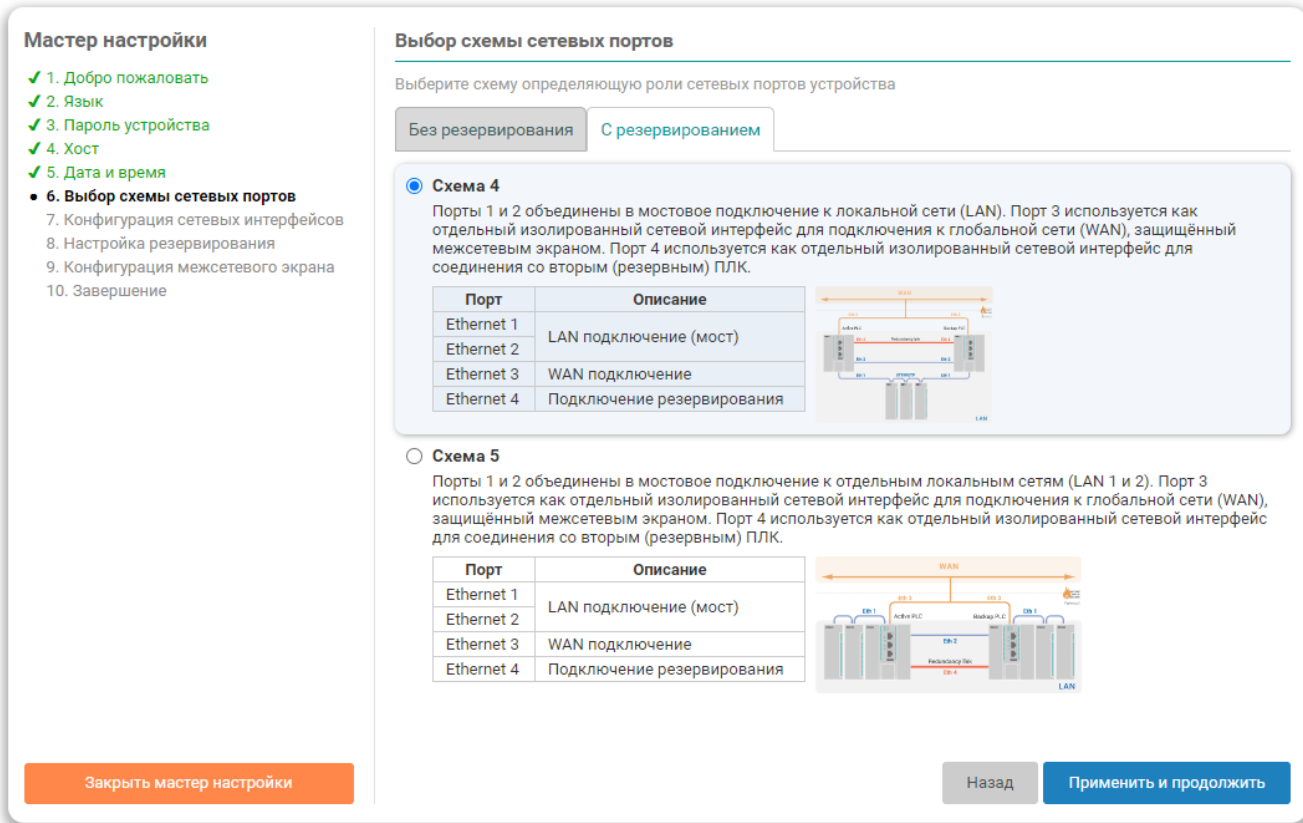 Мастер настройки
✔ 1. Добро пожаловать
✔ 2. Язык
✔ 3. Пароль устройства
✔ 4. Хост
✔ 5. Дата и время
• 6. Выбор схемы сетевых портов
7. Конфигурация сетевых интерфейсов
8. Настройка резервирования
9. Конфигурация межсетевого экрана
10. Завершение
Закрыть мастер настройки
Выбор схемы сетевых портов
Выберите схему определяющую роли сетевых портов устройства
Без резервирования
С резервированием
Схема 4
Порты 1 и 2 объединены в мостовое подключение к локальной сети (LAN). Порт 3 используется как
отдельный изолированный сетевой интерфейс для подключения к глобальной сети (WAN), защищённый
межсетевым экраном. Порт 4 используется как отдельный изолированный сетевой интерфейс для
соединения со вторым (резервным) ПЛК.
Порт Описание
Ethernet 1
LAN подключение (мост)
Ethernet 2
Ethernet 3 WAN подключение
Ethernet 4 Подключение резервирования
WAN
Active PLC
Backup PLC
LAN
Схема 5
Порты 1 и 2 объединены в мостовое подключение к отдельным локальным сетям (LAN 1 и 2). Порт 3
используется как отдельный изолированный сетевой интерфейс для подключения к глобальной сети (WAN),
защищённый межсетевым экраном. Порт 4 используется как отдельный изолированный сетевой интерфейс
для соединения со вторым (резервным) ПЛК.
Порт Описание
Ethernet 1
LAN подключение (мост)
Ethernet 2
Ethernet 3 WAN подключение
Ethernet 4 Подключение резервирования
WAN
Eth 3 Eth 3
Eth 1 Active PLC Backup PLC Eth 1
Eth 2
Eth 4
LAN
Назад
Применить и продолжить